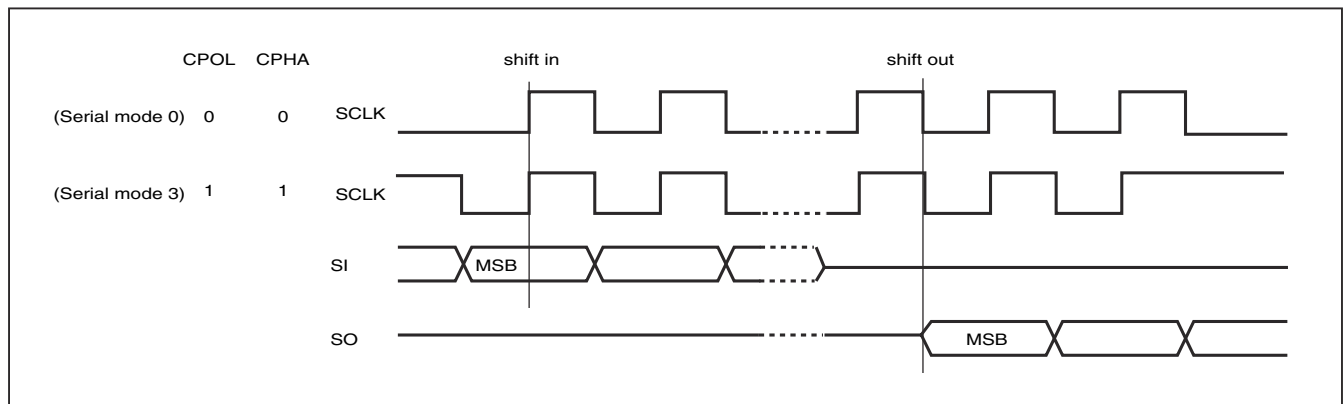 CPOL CPHA shift in shift out
(Serial mode 0) 0 0 SCLK
(Serial mode 3) 1 1 SCLK
SI MSB
SO MSB